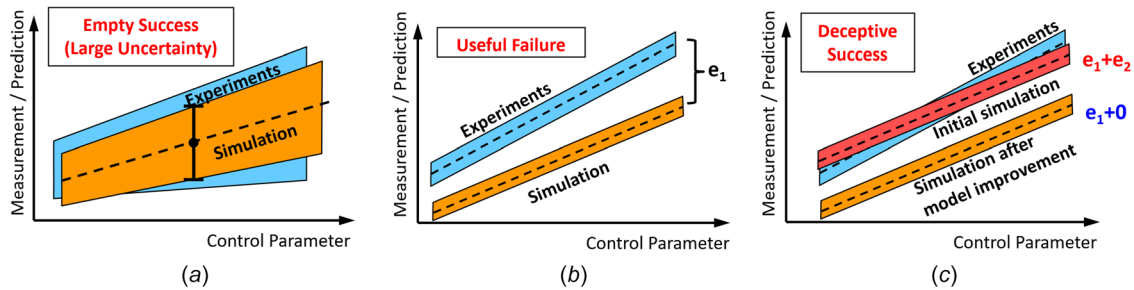 Empty Success
(Large Uncertainty)
Measurement / Prediction
Experiments
Simulation
Control Parameter
(a)
Useful Failure
Measurement / Prediction
Experiments
Simulation
e1
Control Parameter
(b)
Deceptive
Success
Measurement / Prediction
Experiments
Initial simulation
Simulation after
model improvement
e1+e2
e1+0
Control Parameter
(c)